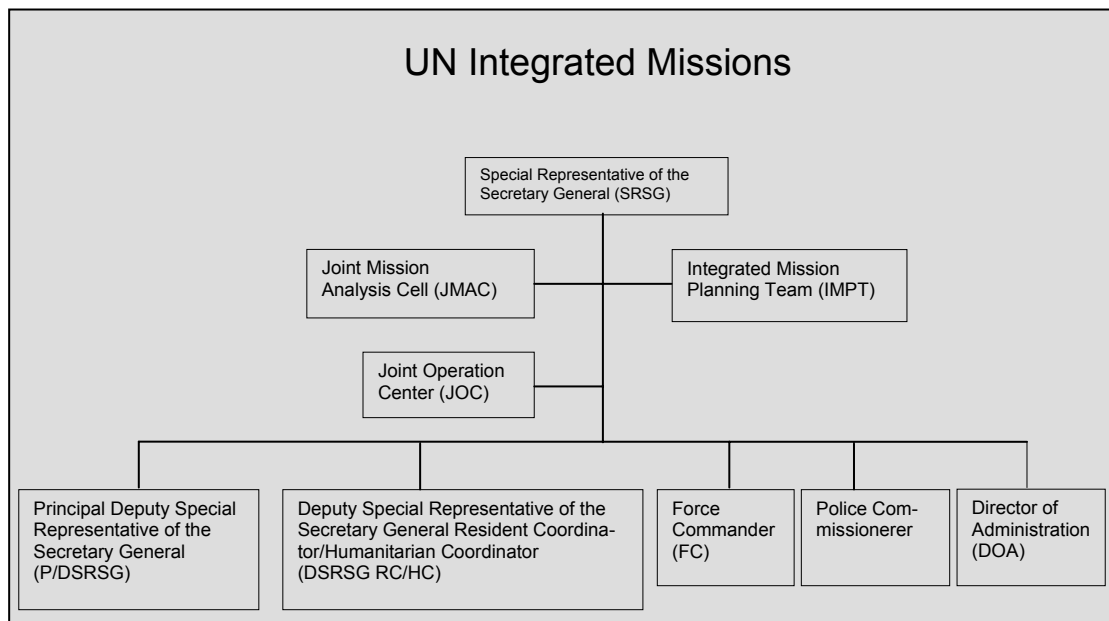 UN Integrated Missions
Special Representative of the
Secretary General (SRSG)
Joint Mission
Analysis Cell (JMAC)
Integrated Mission
Planning Team (IMPT)
Joint Operation
Center (JOC)
Principal Deputy Special
Representative of the
Secretary General
(P/DSRSG)
Deputy Special Representative of the
Secretary General Resident Coordina-
tor/Humanitarian Coordinator
(DSRSG RC/HC)
Force
Commander
(FC)
Police Com-
missionerer
Director of
Administration
(DOA)